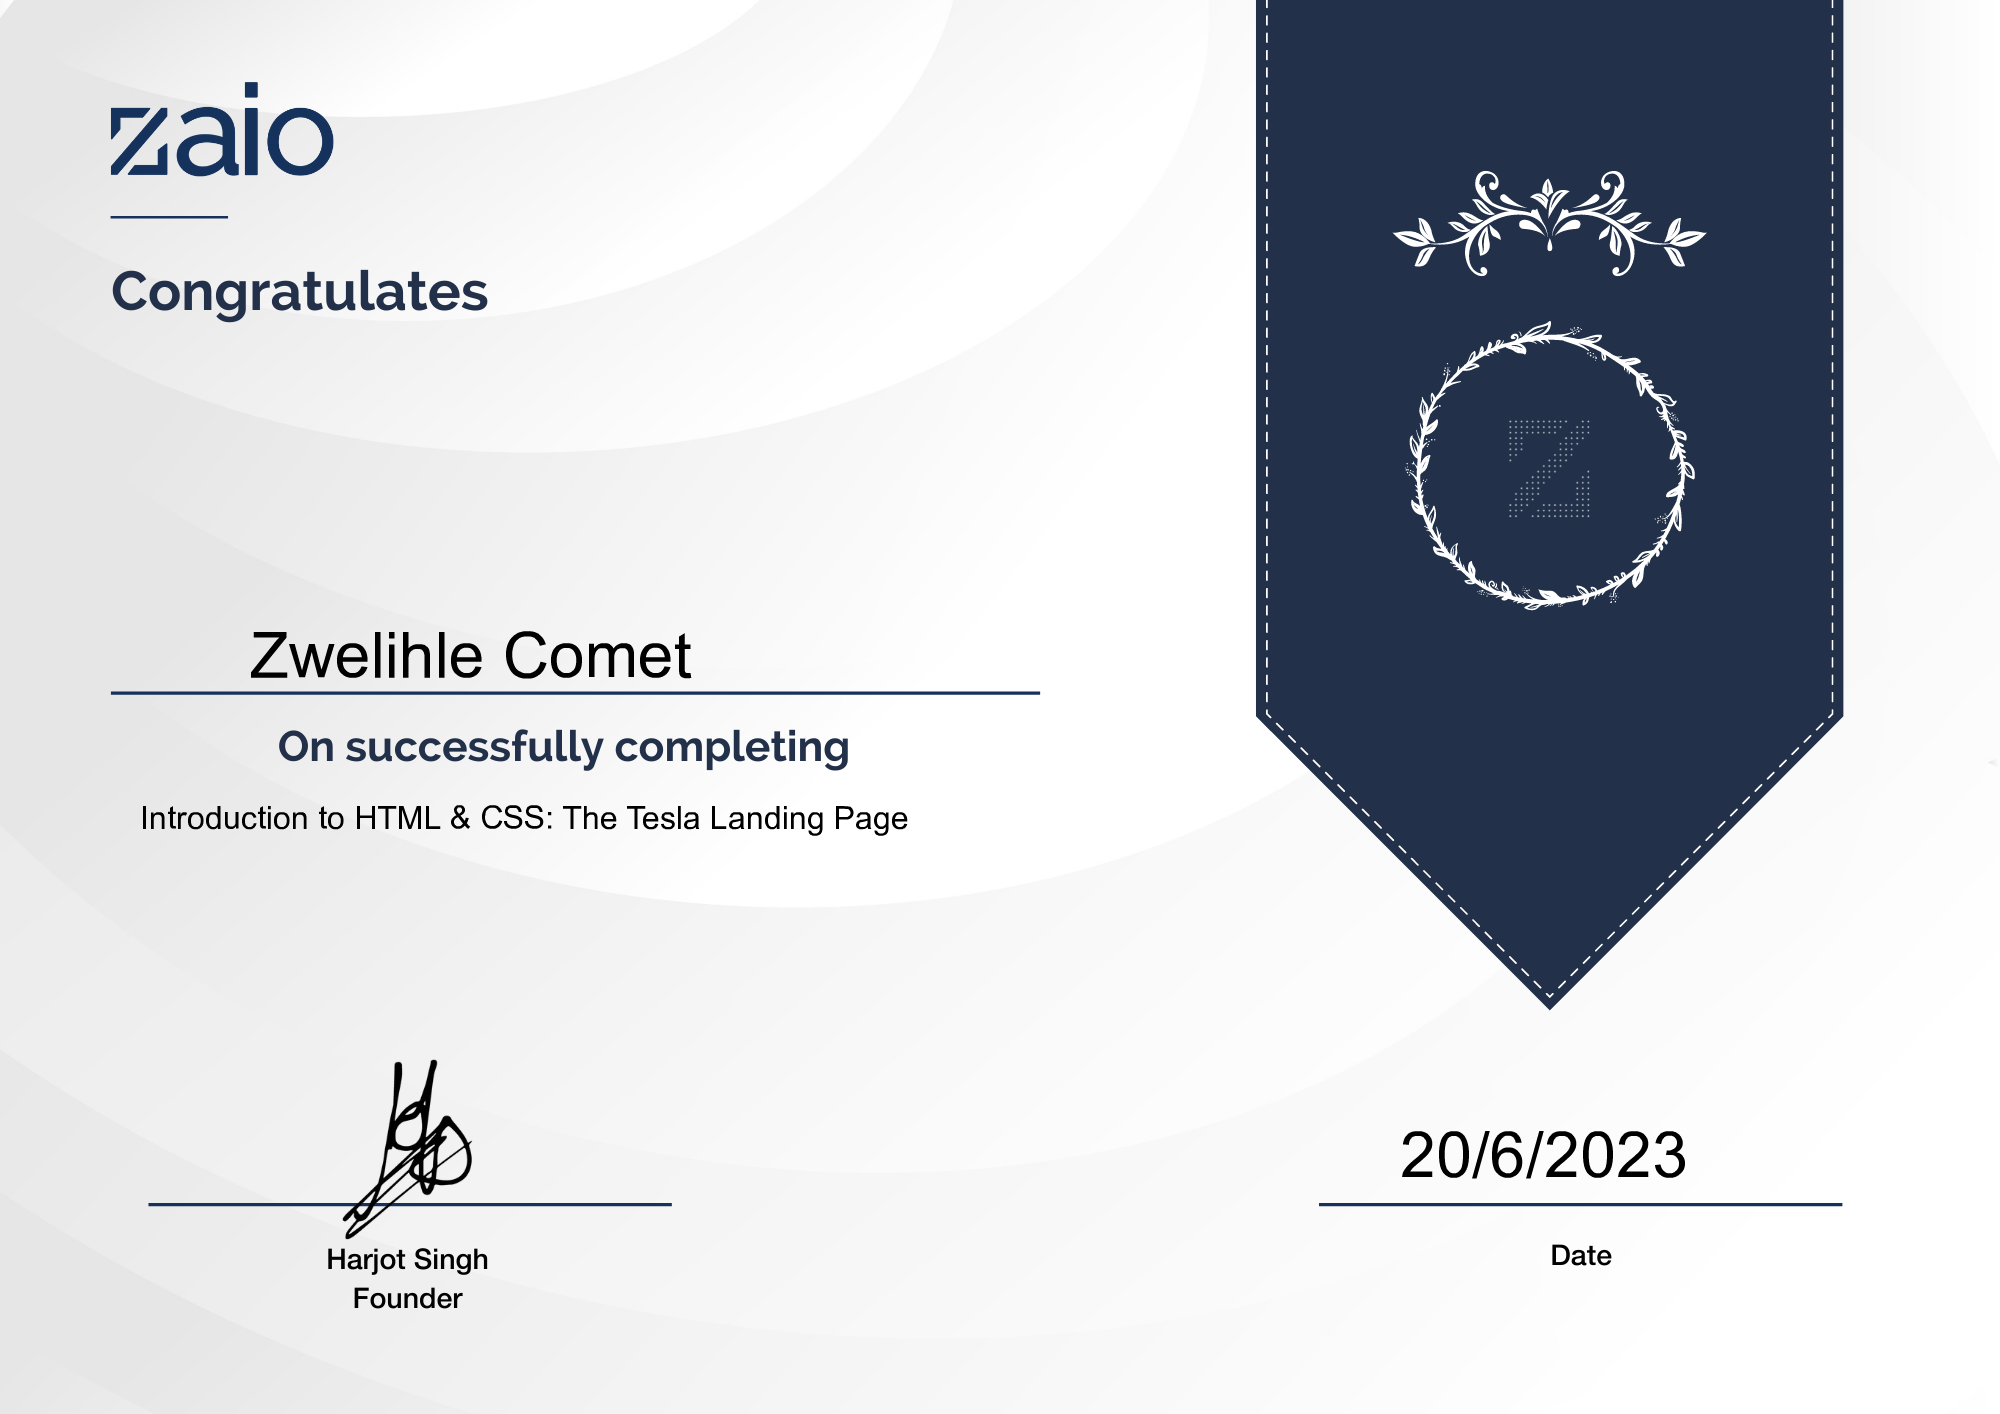 zaio
Congratulates
Zwelihle Comet
On successfully completing
Introduction to HTML & CSS: The Tesla Landing Page
Z
20/6/2023
Harjot Singh
Founder
Date